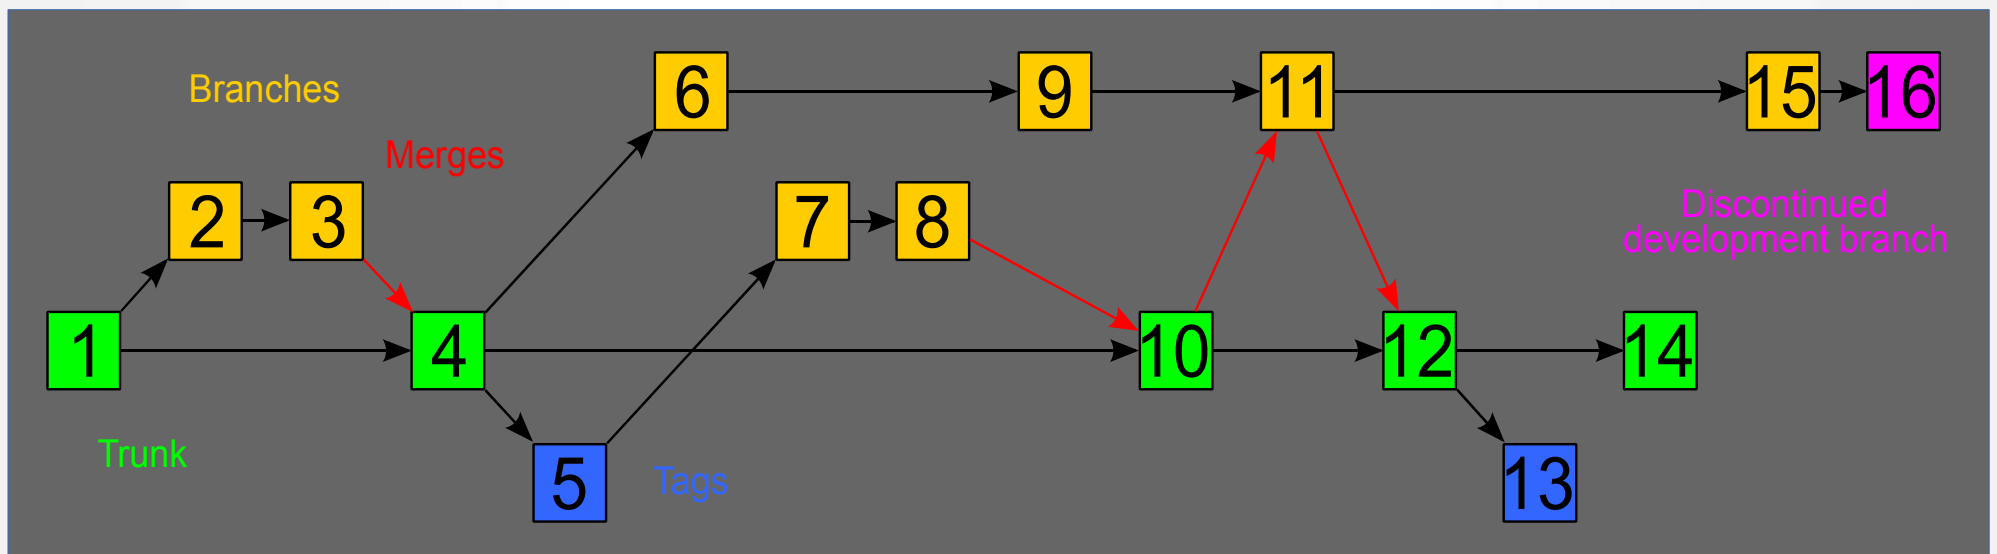 6
9
11
15
16
Branches
Merges
2
3
7
8
Discontinued
development branch
1
4
10
12
14
Trunk
5
Tags
13